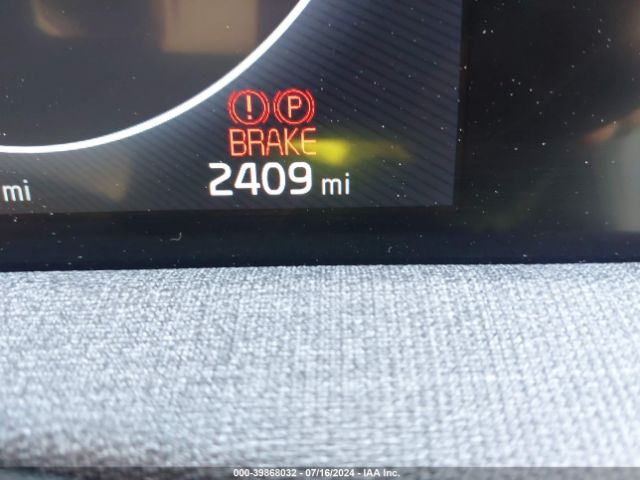 ! P
BRAKE
2409 mi
mi
000-39868032 - 07/16/2024 - IAA Inc.